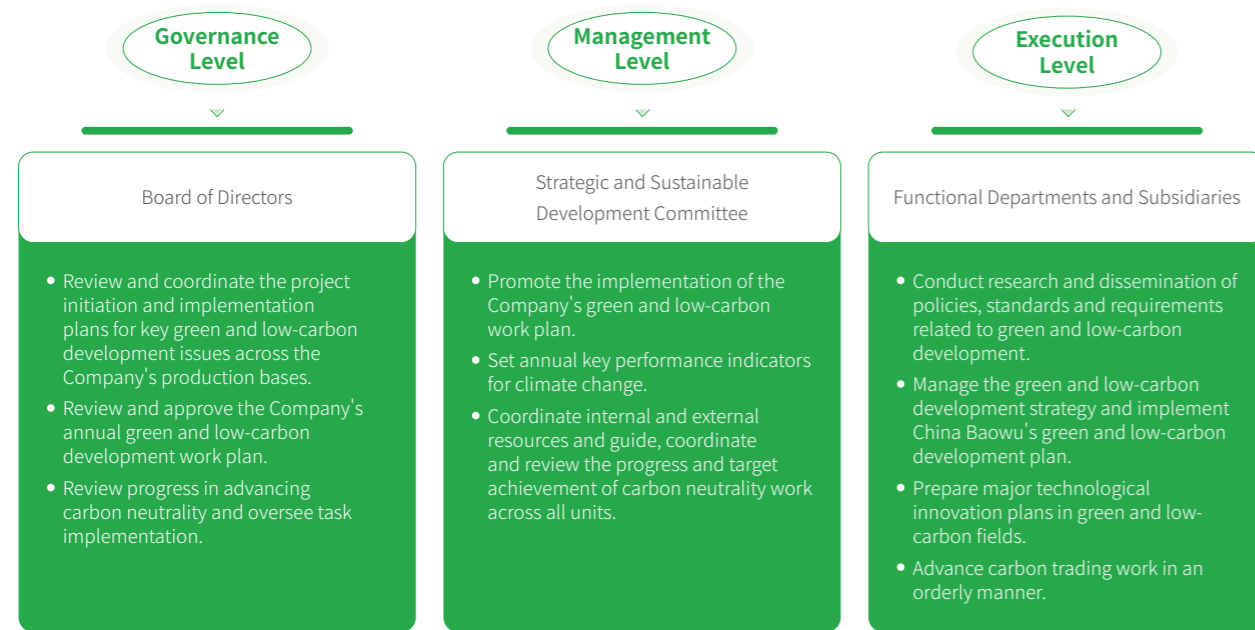 Governance
Level
Board of Directors
• Review and coordinate the project
initiation and implementation
plans for key green and low-carbon
development issues across the
Company's production bases.
• Review and approve the Company's
annual green and low-carbon
development work plan.
• Review progress in advancing
carbon neutrality and oversee task
implementation.
Management
Level
Strategic and Sustainable
Development Committee
• Promote the implementation of the
Company's green and low-carbon
work plan.
• Set annual key performance indicators
for climate change.
• Coordinate internal and external
resources and guide, coordinate
and review the progress and target
achievement of carbon neutrality work
across all units.
Execution
Level
Functional Departments and Subsidiaries
• Conduct research and dissemination of
policies, standards and requirements
related to green and low-carbon
development.
• Manage the green and low-carbon
development strategy and implement
China Baowu's green and low-carbon
development plan.
• Prepare major technological
innovation plans in green and low-
carbon fields.
• Advance carbon trading work in an
orderly manner.